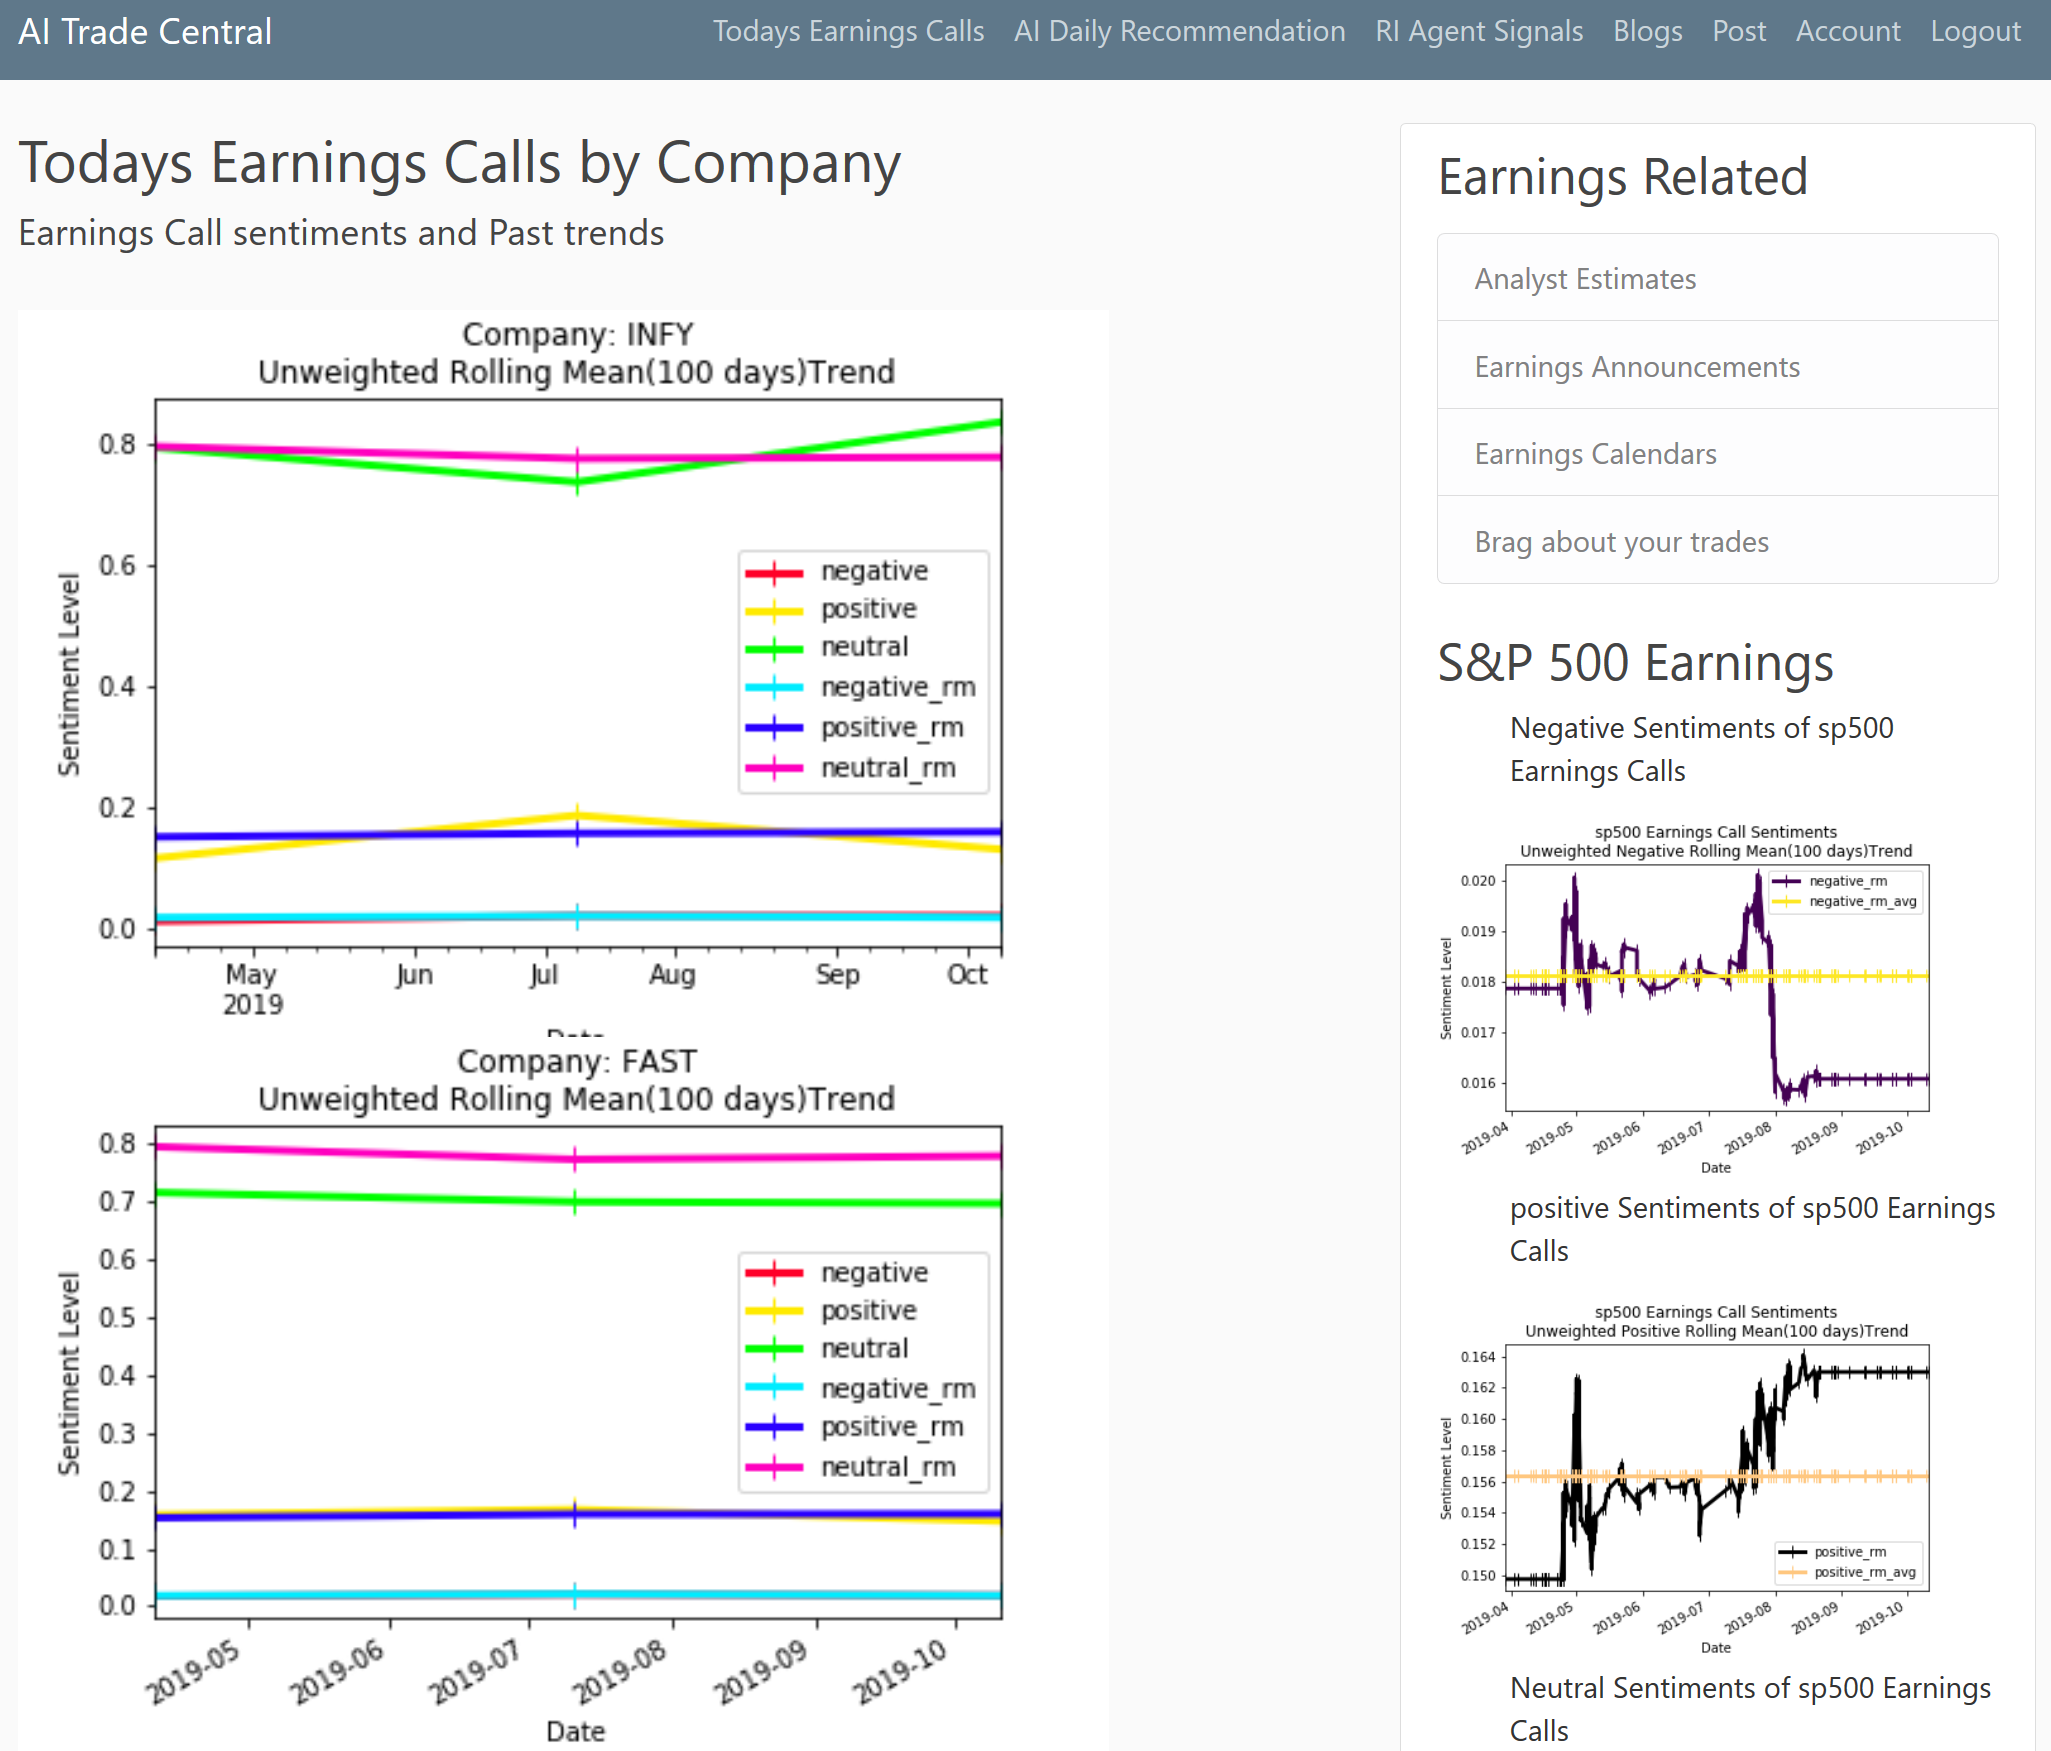 AI Trade Central
Todays Earnings Calls
AI Daily Recommendation
RI Agent Signals
Blogs
Post
Account
Logout
Todays Earnings Calls by Company
Earnings Call sentiments and Past trends
Company: INFY
Unweighted Rolling Mean(100 days)Trend
Sentiment Level
0.8
0.6
0.4
0.2
0.0
negative
positive
neutral
negative_rm
positive_rm
neutral_rm
May
2019
Jun
Jul
Aug
Sep
Oct
Date
Company: FAST
Unweighted Rolling Mean(100 days)Trend
Sentiment Level
0.8
0.7
0.6
0.5
0.4
0.3
0.2
0.1
0.0
negative
positive
neutral
negative_rm
positive_rm
neutral_rm
2019-05
2019-06
2019-07
2019-08
2019-09
2019-10
Date
Earnings Related
Analyst Estimates
Earnings Announcements
Earnings Calendars
Brag about your trades
S&P 500 Earnings
Negative Sentiments of sp500
Earnings Calls
sp500 Earnings Call Sentiments
Unweighted Negative Rolling Mean(100 days)Trend
Sentiment Level
0.020
0.019
0.018
0.017
0.016
negative_rm
negative_rm_avg
2019-04
2019-05
2019-06
2019-07
2019-08
2019-09
2019-10
Date
positive Sentiments of sp500 Earnings
Calls
sp500 Earnings Call Sentiments
Unweighted Positive Rolling Mean(100 days)Trend
Sentiment Level
0.164
0.162
0.160
0.158
0.156
0.154
0.152
0.150
positive_rm
positive_rm_avg
2019-04
2019-05
2019-06
2019-07
2019-08
2019-09
2019-10
Date
Neutral Sentiments of sp500 Earnings
Calls